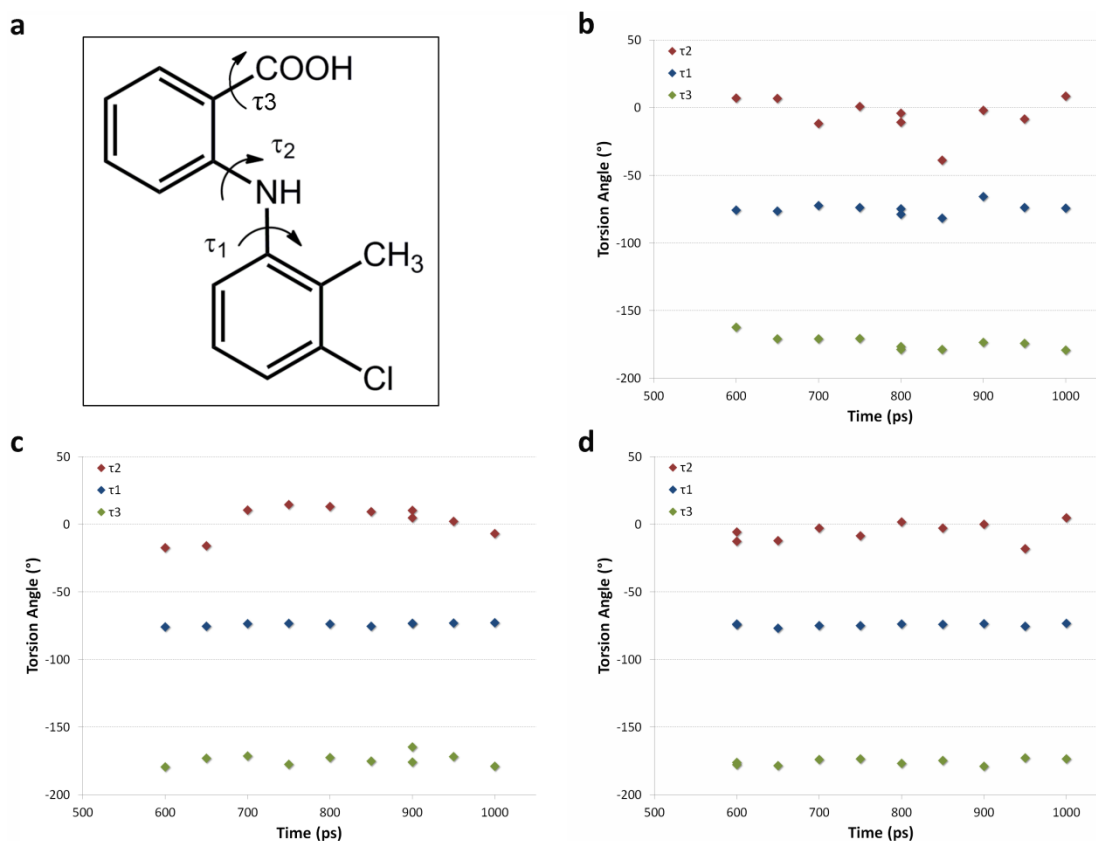 a
COOH
τ3
τ2
NH
τ1
CH3
Cl
b
50
0
-50
-100
-150
-200
500 600 700 800 900 1000
Torsion Angle (°)
Time (ps)
τ2
τ1
τ3
c
50
0
-50
-100
-150
-200
500 600 700 800 900 1000
Torsion Angle (°)
Time (ps)
τ2
τ1
τ3
d
50
0
-50
-100
-150
-200
500 600 700 800 900 1000
Torsion Angle (°)
Time (ps)
τ2
τ1
τ3